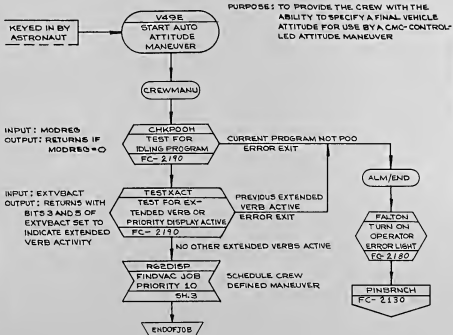 PURPOSE: TO PROVIDE THE CREW WITH THE
ABILITY TO SPECIFY A FINAL VEHICLE
ATTITUDE FOR USE BY A CMC-CONTROL-
LED ATTITUDE MANEUVER
KEYED IN BY
ASTRONAUT
V49E
START AUTO
ATTITUDE
MANEUVER
CREWMANU
INPUT: MODREG
OUTPUT: RETURNS IF
MODREG=0
CHKPOOH
TEST FOR
IDLING PROGRAM
FC-2190
CURRENT PROGRAM NOT POO
ERROR EXIT
ALM/END
INPUT: EXTVBACT
OUTPUT: RETURNS WITH
BITS 3 AND 5 OF
EXTVBACT SET TO
INDICATE EXTENDED
VERB ACTIVITY
TESTXACT
TEST FOR EX-
TENDED VERB OR
PRIORITY DISPLAY ACTIVE
FC-2190
PREVIOUS EXTENDED
VERB ACTIVE
ERROR EXIT
FALTON
TURN ON
OPERATOR
ERROR LIGHT
FC-2180
NO OTHER EXTENDED VERBS ACTIVE
R62DISP
FINDVAC JOB
PRIORITY 10
SH.3
SCHEDULE CREW
DEFINED MANEUVER
PINBRNCH
FC-2130
ENDOFJOB